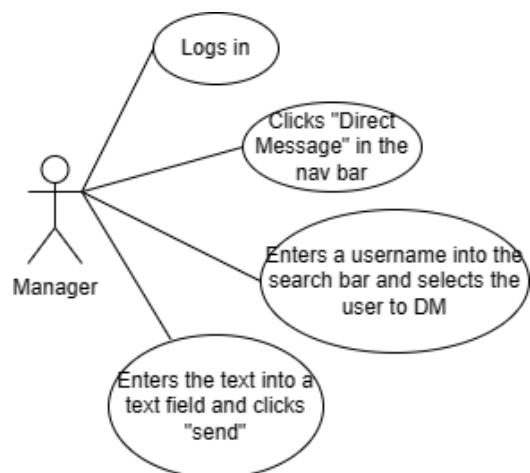 Logs in
Clicks "Direct
Message" in the
nav bar
Manager
Enters a username into the
search bar and selects the
user to DM
Enters the text into a
text field and clicks
"send"